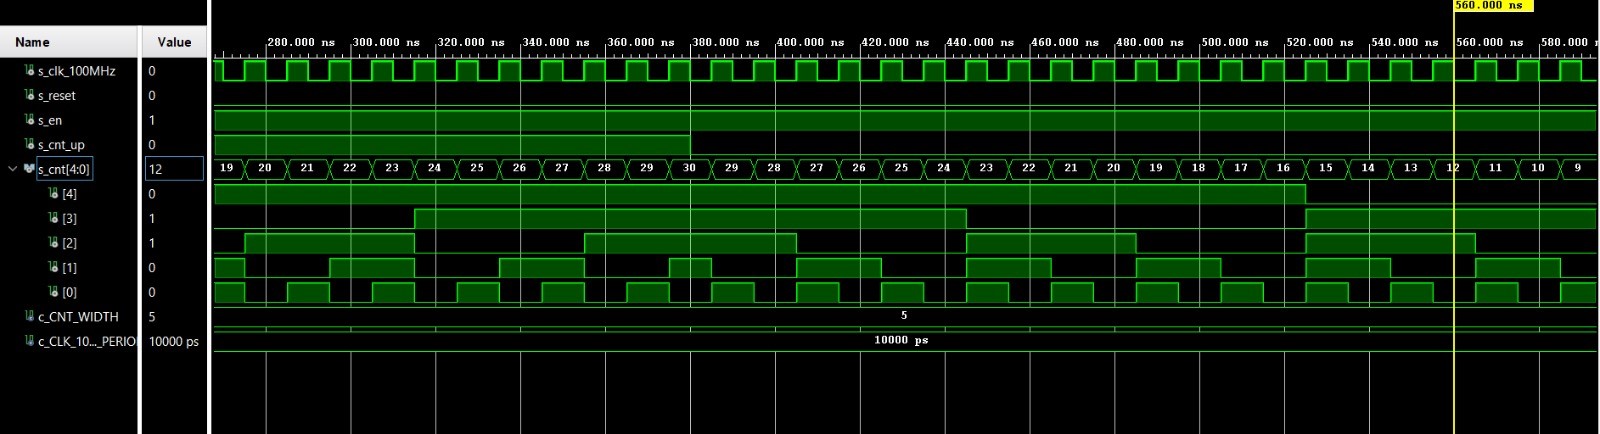 560.000 ns
Name Value
280.000 ns 300.000 ns 320.000 ns 340.000 ns 360.000 ns 380.000 ns 400.000 ns 420.000 ns 440.000 ns 460.000 ns 480.000 ns 500.000 ns 520.000 ns 540.000 ns 560.000 ns 580.000
s_clk_100MHz 0
s_reset 0
s_en 1
s_cnt_up 0
s_cnt[4:0] 12 19 20 21 22 23 24 25 26 27 28 29 30 29 28 27 26 25 24 23 22 21 20 19 18 17 16 15 14 13 12 11 10 9
[4] 0
[3] 1
[2] 1
[1] 0
[0] 0
c_CNT_WIDTH 5 5
c_CLK_10..._PERIO 10000 ps 10000 ps